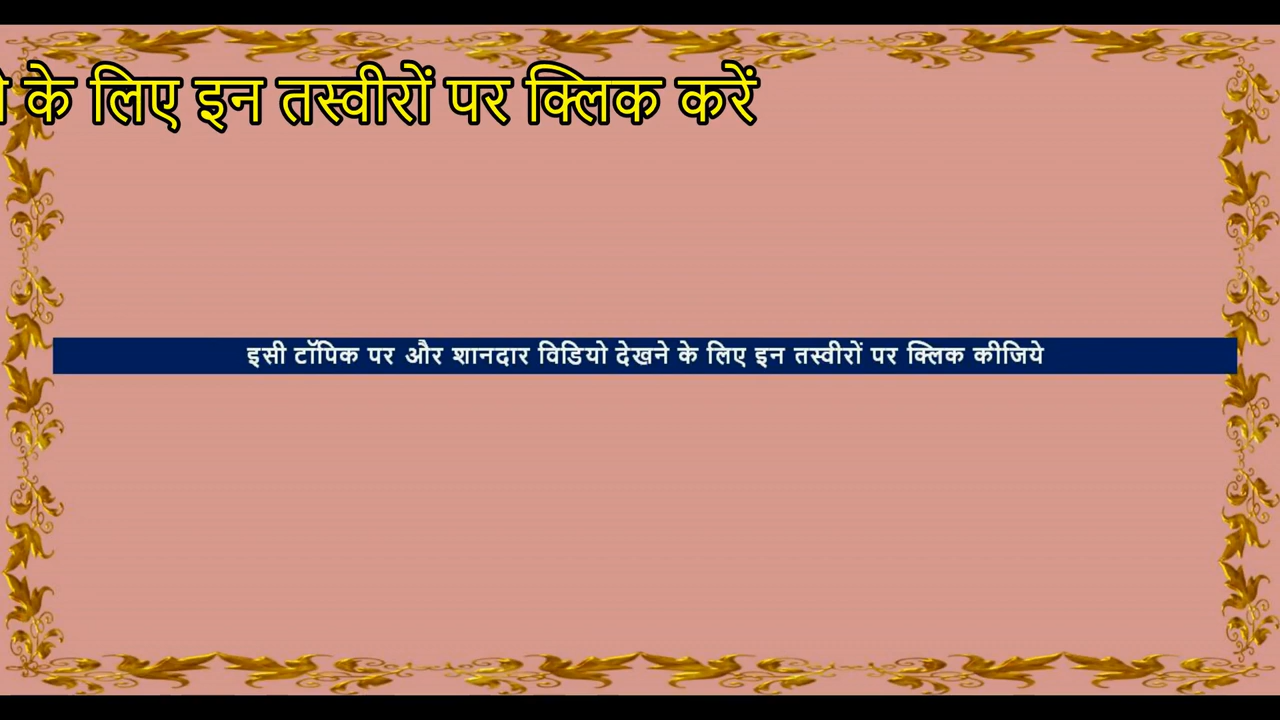 के लिए इन तस्वीरों पर क्लिक करें
इसी टॉपिक पर और शानदार विडियो देखने के लिए इन तस्वीरों पर क्लिक कीजिये